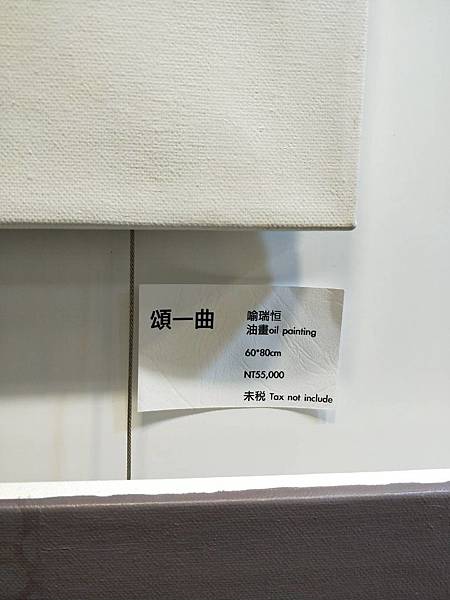 頌一曲
喻瑞恒
油畫oil painting
60*80cm
NT55,000
未稅 Tax not include